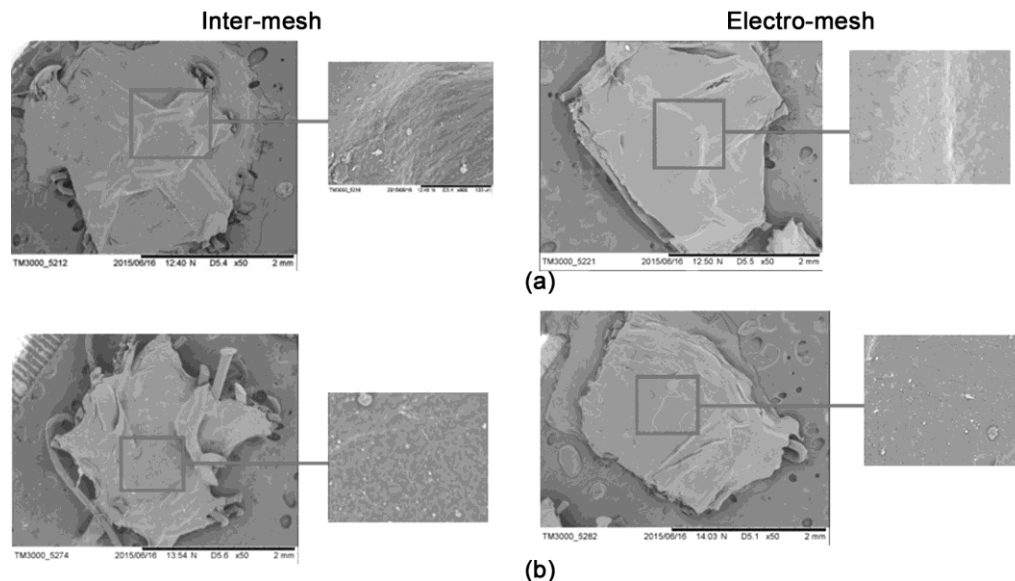 Inter-mesh
Electro-mesh
TM3000_5212 2015/06/16 12:40 N D5.4 x50 2 mm
TM3000_5221 2015/06/16 12:50 N D5.5 x50 2 mm
(a)
TM3000_5274 2015/06/16 13:54 N D5.6 x50 2 mm
TM3000_5282 2015/06/16 14:03 N D5.1 x50 2 mm
(b)